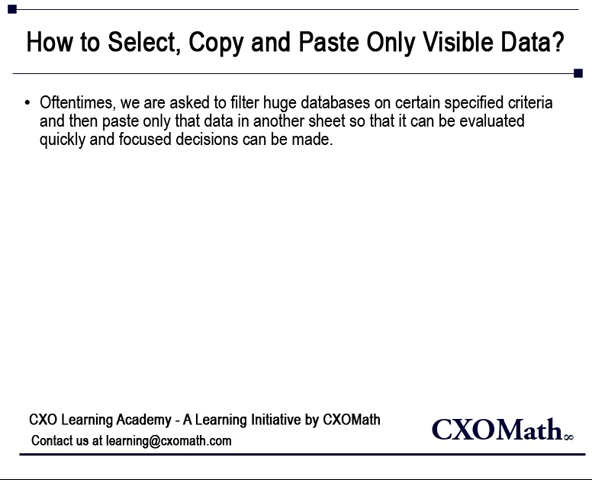 How to Select, Copy and Paste Only Visible Data?
• Oftentimes, we are asked to filter huge databases on certain specified criteria
and then paste only that data in another sheet so that it can be evaluated
quickly and focused decisions can be made.
CXO Learning Academy - A Learning Initiative by CXOMath
Contact us at learning@cxomath.com
CXOMath∞